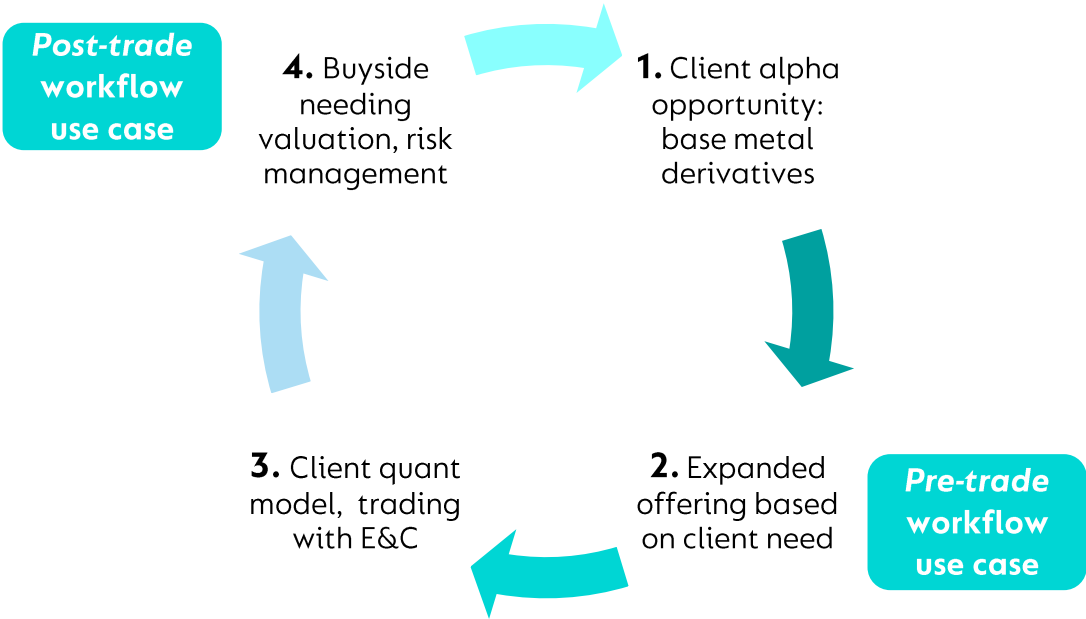 Post-trade
workflow
use case
4. Buyside
needing
valuation, risk
management
1. Client alpha
opportunity:
base metal
derivatives
3. Client quant
model, trading
with E&C
2. Expanded
offering based
on client need
Pre-trade
workflow
use case